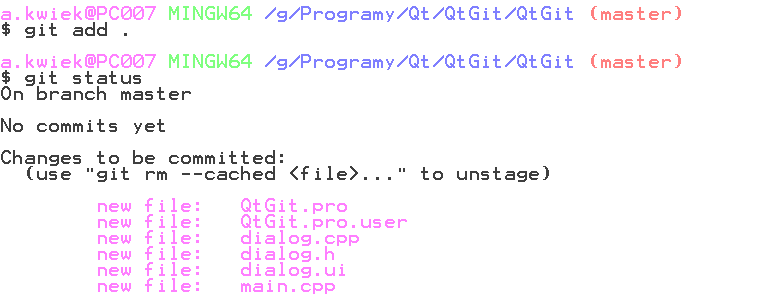 a.kwiek@PC007 MINGW64 /g/Programy/Qt/QtGit/QtGit (master)
$ git add .
a.kwiek@PC007 MINGW64 /g/Programy/Qt/QtGit/QtGit (master)
$ git status
On branch master
No commits yet
Changes to be committed:
  (use "git rm --cached <file>..." to unstage)
        new file:   QtGit.pro
        new file:   QtGit.pro.user
        new file:   dialog.cpp
        new file:   dialog.h
        new file:   dialog.ui
        new file:   main.cpp